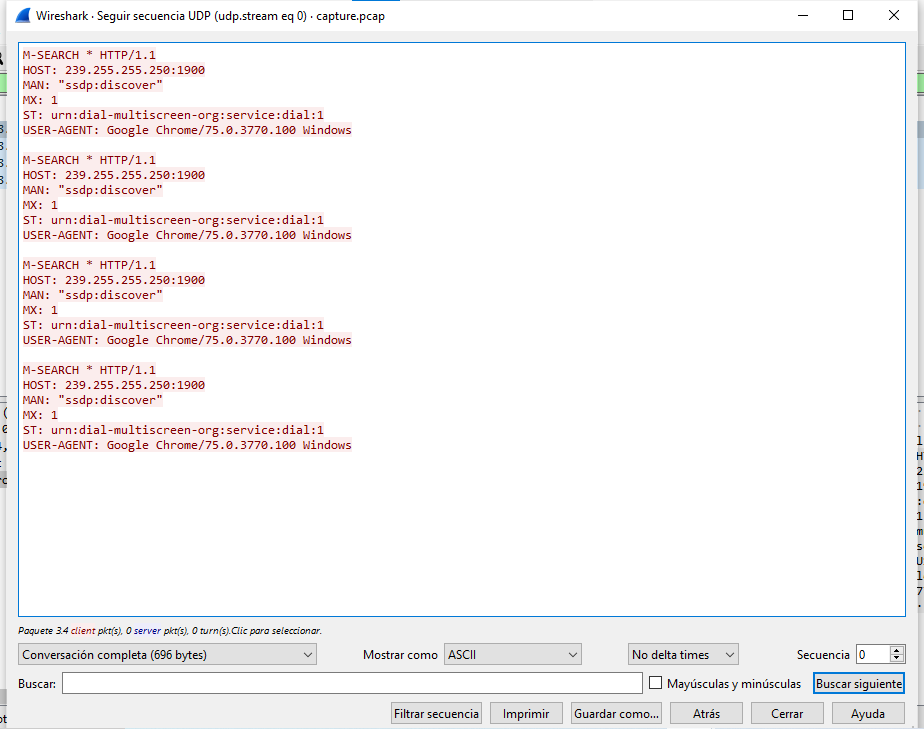 Wireshark · Seguir secuencia UDP (udp.stream eq 0) · capture.pcap
M-SEARCH * HTTP/1.1
HOST: 239.255.255.250:1900
MAN: "ssdp:discover"
MX: 1
ST: urn:dial-multiscreen-org:service:dial:1
USER-AGENT: Google Chrome/75.0.3770.100 Windows
M-SEARCH * HTTP/1.1
HOST: 239.255.255.250:1900
MAN: "ssdp:discover"
MX: 1
ST: urn:dial-multiscreen-org:service:dial:1
USER-AGENT: Google Chrome/75.0.3770.100 Windows
M-SEARCH * HTTP/1.1
HOST: 239.255.255.250:1900
MAN: "ssdp:discover"
MX: 1
ST: urn:dial-multiscreen-org:service:dial:1
USER-AGENT: Google Chrome/75.0.3770.100 Windows
M-SEARCH * HTTP/1.1
HOST: 239.255.255.250:1900
MAN: "ssdp:discover"
MX: 1
ST: urn:dial-multiscreen-org:service:dial:1
USER-AGENT: Google Chrome/75.0.3770.100 Windows
Paquete 3.4 client pkt(s), 0 server pkt(s), 0 turn(s).Clic para seleccionar.
Conversación completa (696 bytes) Mostrar como ASCII No delta times Secuencia 0
Buscar: Mayúsculas y minúsculas Buscar siguiente
Filtrar secuencia Imprimir Guardar como... Atrás Cerrar Ayuda